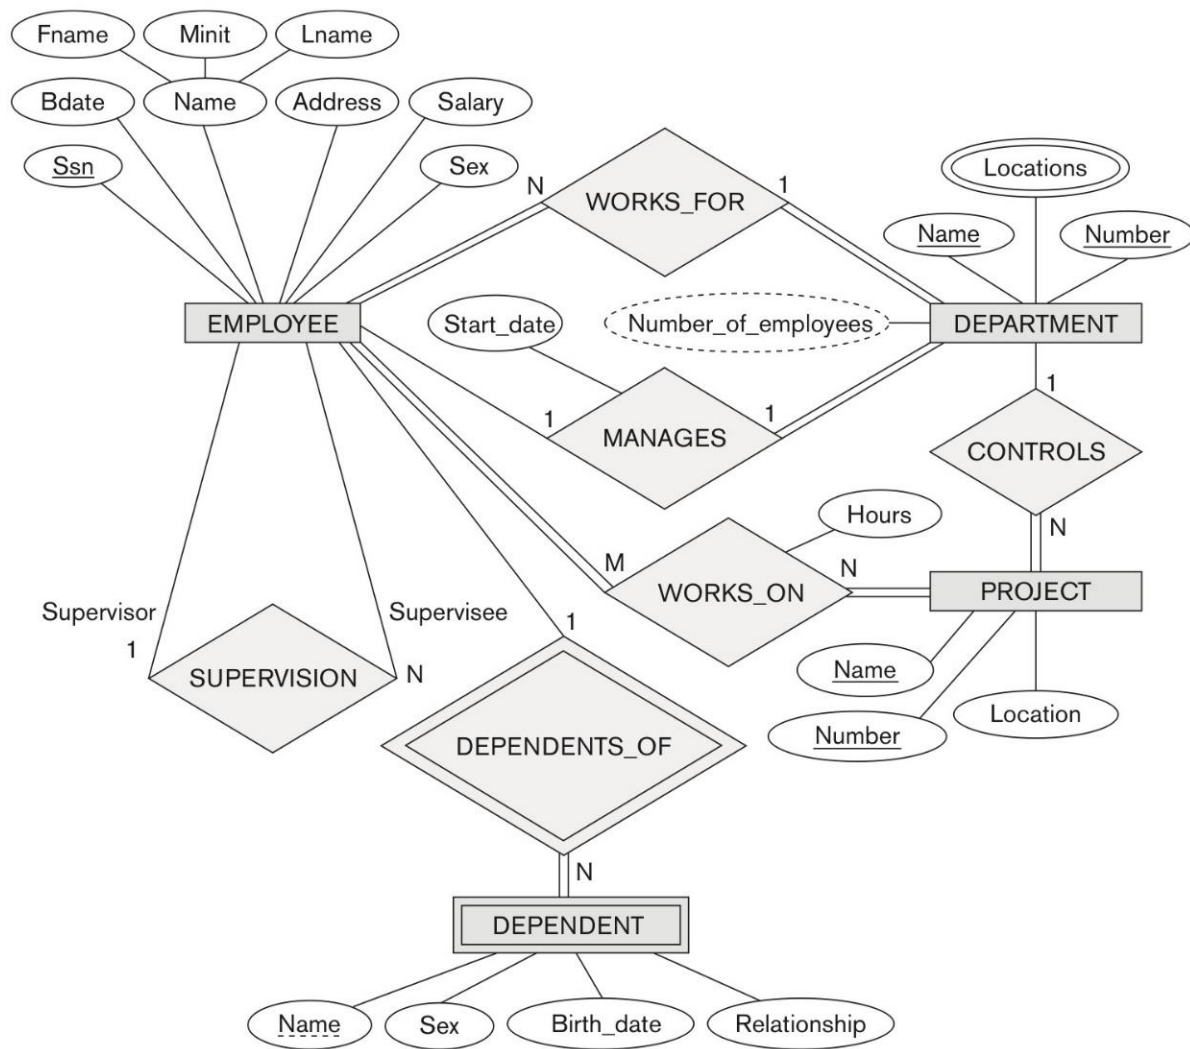 Fname
Minit
Lname
Bdate
Name
Address
Salary
Ssn
Sex
N
WORKS_FOR
1
Locations
Name
Number
EMPLOYEE
Start_date
Number_of_employees
DEPARTMENT
1
MANAGES
1
1
CONTROLS
N
Hours
M
WORKS_ON
N
PROJECT
Supervisor
1
Supervisee
N
SUPERVISION
1
Name
Number
Location
DEPENDENTS_OF
N
DEPENDENT
Name
Sex
Birth_date
Relationship